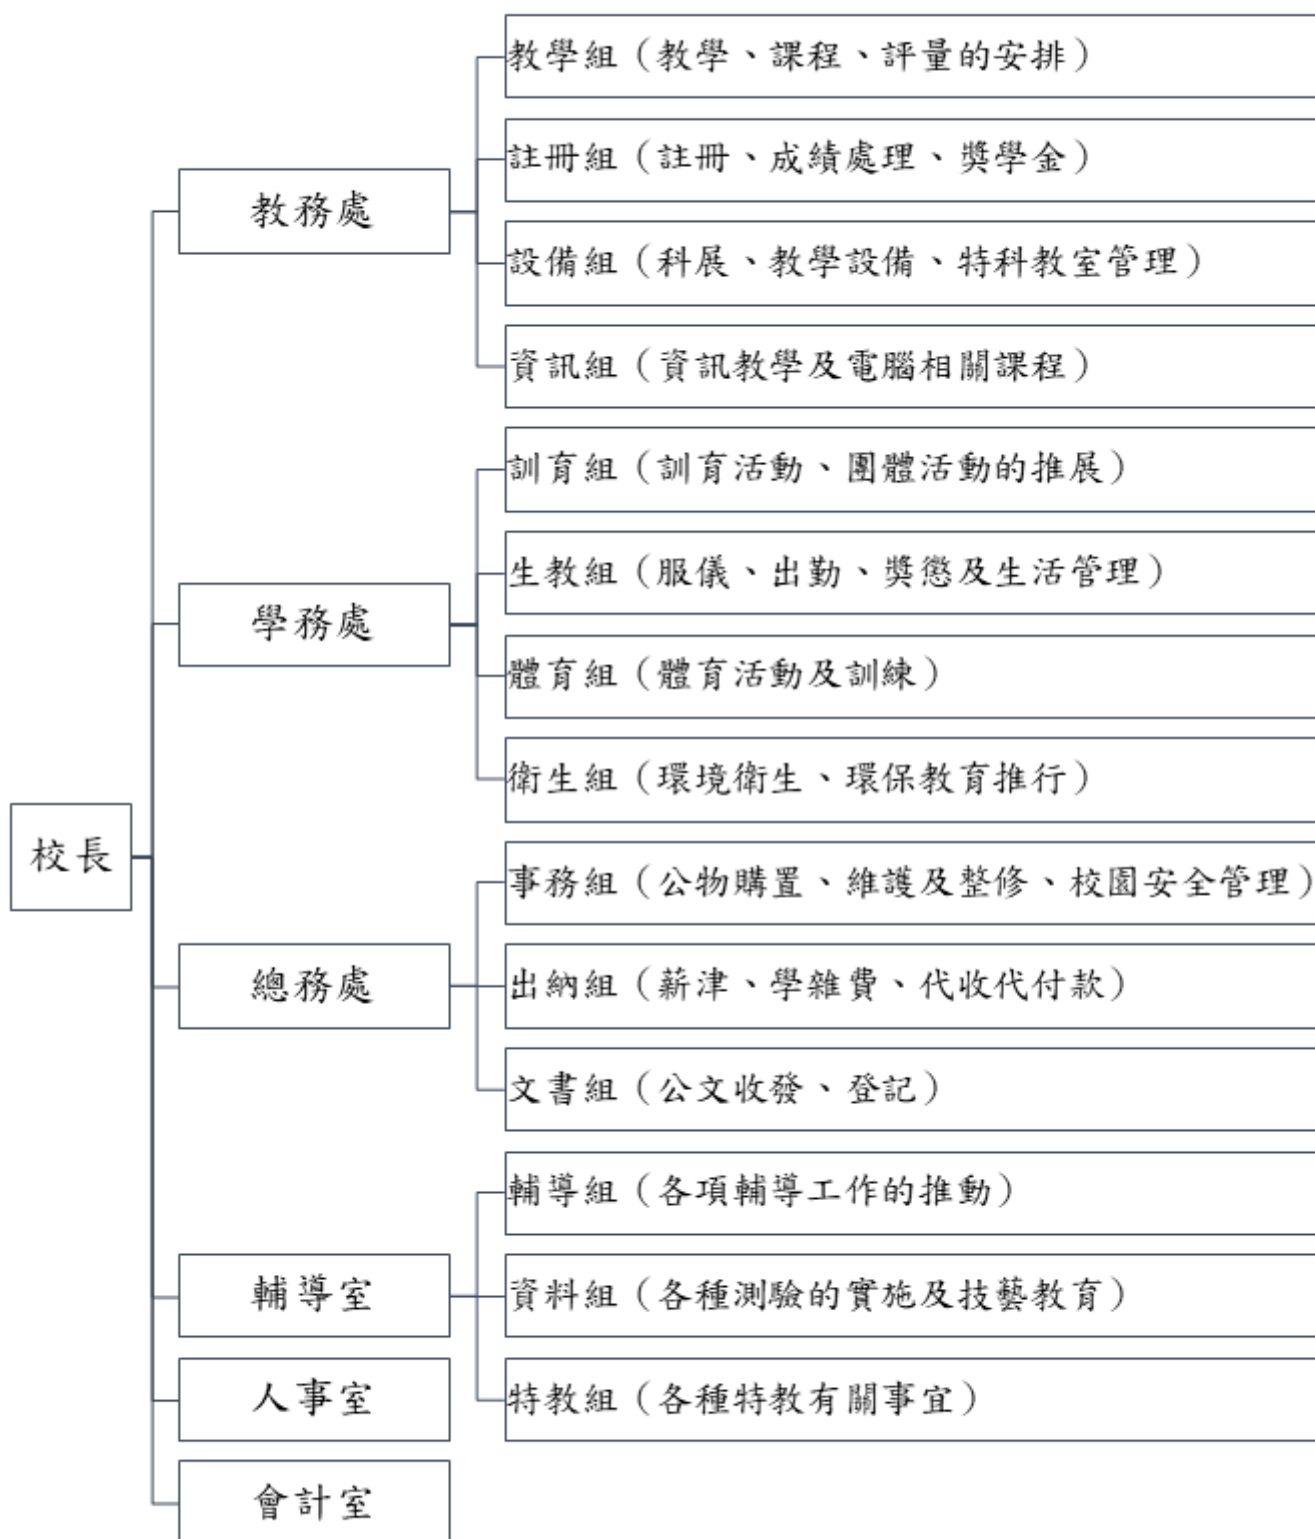 校長
教務處
教學組（教學、課程、評量的安排）
註冊組（註冊、成績處理、獎學金）
設備組（科展、教學設備、特科教室管理）
資訊組（資訊教學及電腦相關課程）
學務處
訓育組（訓育活動、團體活動的推展）
生教組（服儀、出勤、獎懲及生活管理）
體育組（體育活動及訓練）
衛生組（環境衛生、環保教育推行）
總務處
事務組（公物購置、維護及整修、校園安全管理）
出納組（薪津、學雜費、代收代付款）
文書組（公文收發、登記）
輔導室
輔導組（各項輔導工作的推動）
資料組（各種測驗的實施及技藝教育）
特教組（各種特教有關事宜）
人事室
會計室